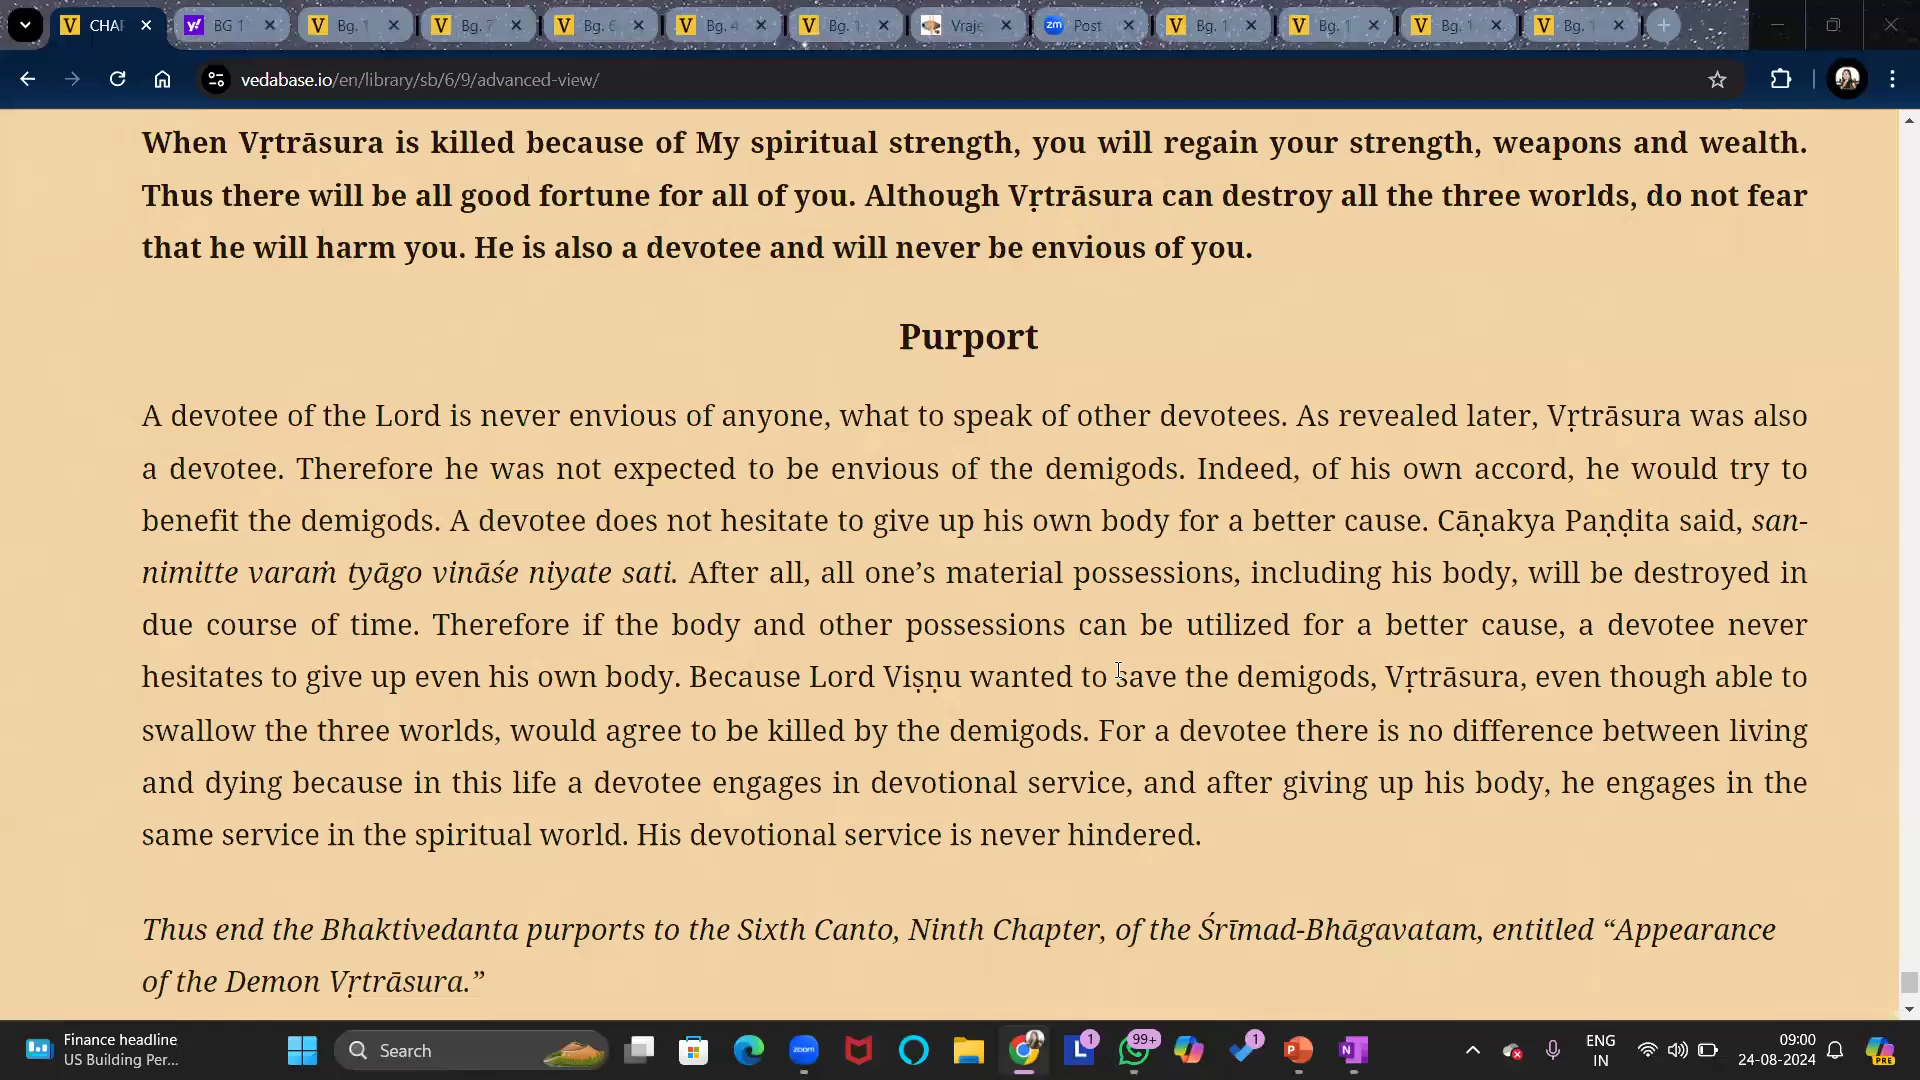 CHAP
BG 1
Bg. 1
Bg. 7
Bg. 6
Bg. 4
Bg. 1
Vraje
Post
Bg. 1
Bg. 1
Bg. 1
Bg. 1
vedabase.io/en/library/sb/6/9/advanced-view/
When Vṛtrāsura is killed because of My spiritual strength, you will regain your strength, weapons and wealth.
Thus there will be all good fortune for all of you. Although Vṛtrāsura can destroy all the three worlds, do not fear
that he will harm you. He is also a devotee and will never be envious of you.
Purport
A devotee of the Lord is never envious of anyone, what to speak of other devotees. As revealed later, Vṛtrāsura was also
a devotee. Therefore he was not expected to be envious of the demigods. Indeed, of his own accord, he would try to
benefit the demigods. A devotee does not hesitate to give up his own body for a better cause. Cāṇakya Paṇḍita said, san-
nimitte varaṁ tyāgo vināśe niyate sati. After all, all one’s material possessions, including his body, will be destroyed in
due course of time. Therefore if the body and other possessions can be utilized for a better cause, a devotee never
hesitates to give up even his own body. Because Lord Viṣṇu wanted to save the demigods, Vṛtrāsura, even though able to
swallow the three worlds, would agree to be killed by the demigods. For a devotee there is no difference between living
and dying because in this life a devotee engages in devotional service, and after giving up his body, he engages in the
same service in the spiritual world. His devotional service is never hindered.
Thus end the Bhaktivedanta purports to the Sixth Canto, Ninth Chapter, of the Śrīmad-Bhāgavatam, entitled “Appearance
of the Demon Vṛtrāsura.”
Finance headline
US Building Per...
Search
zoom
1
99+
1
ENG
IN
09:00
24-08-2024
PRE